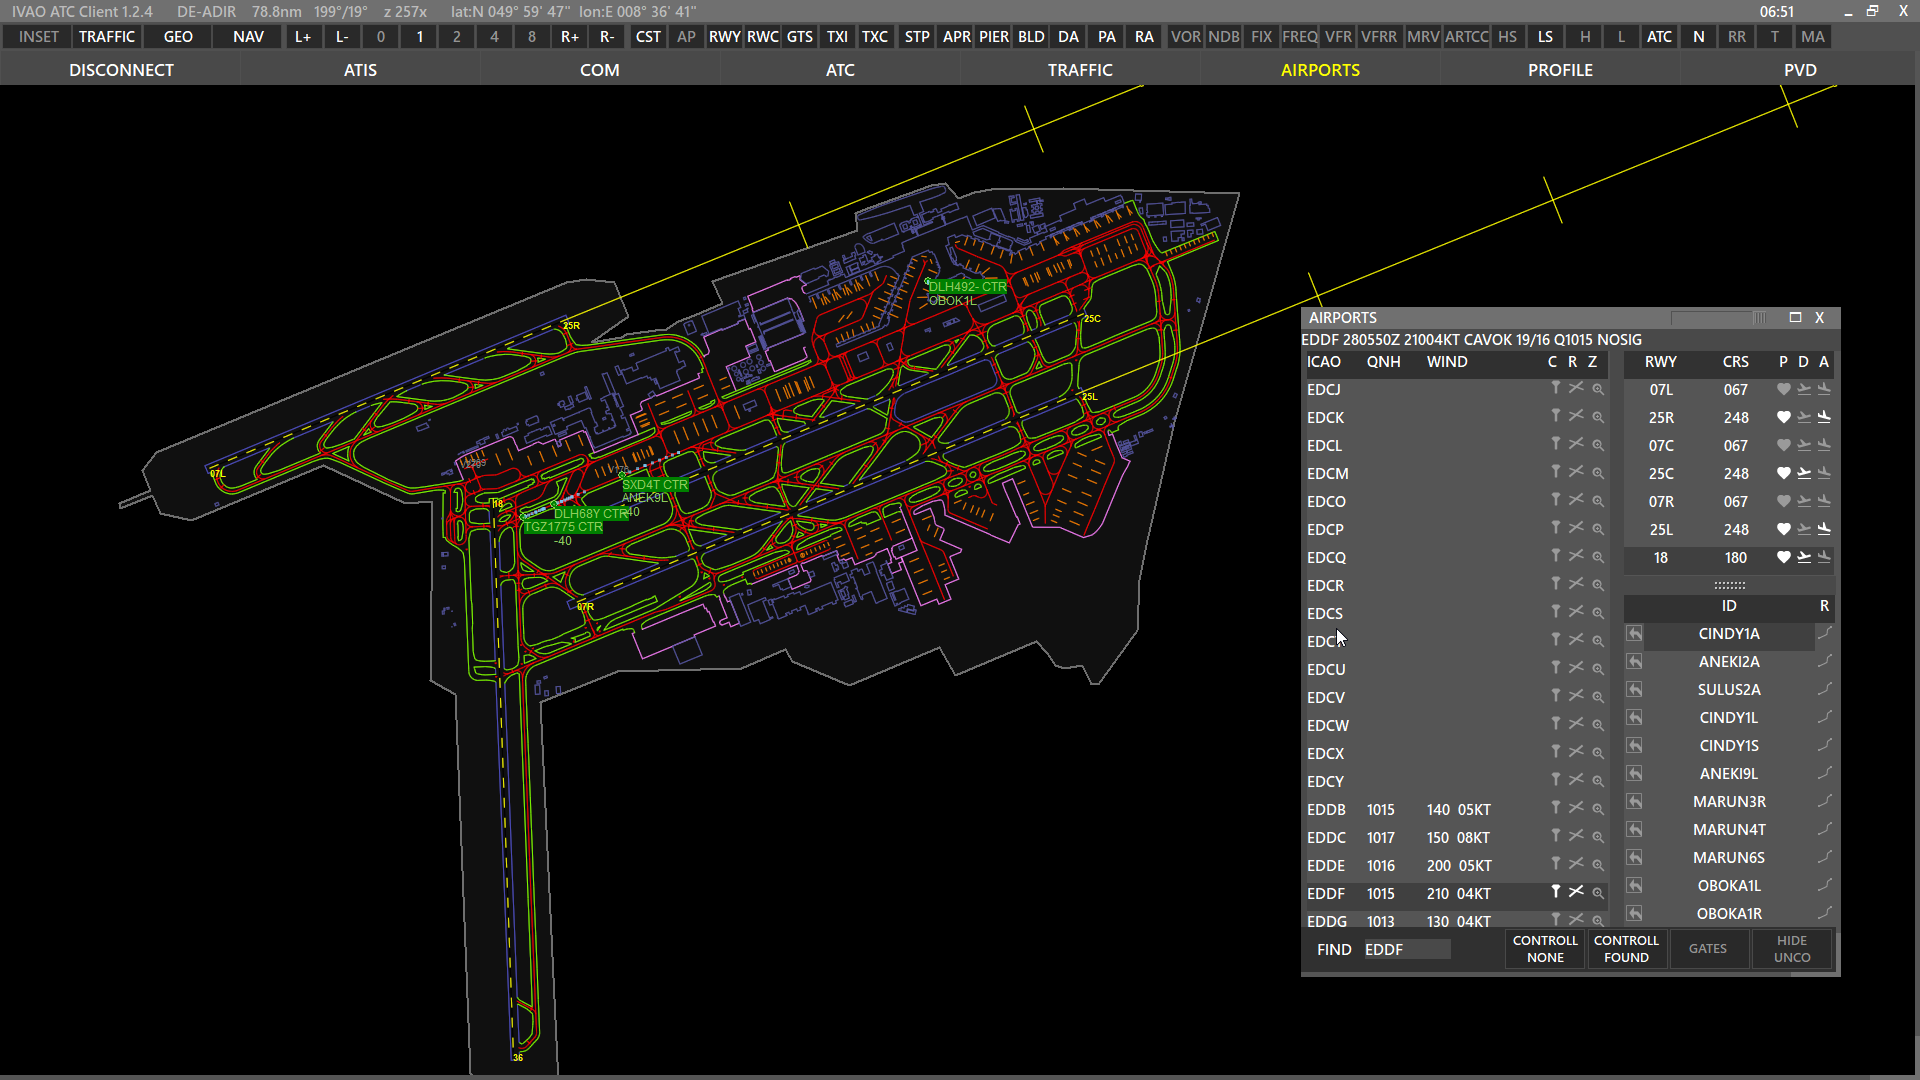 IVAO ATC Client 1.2.4 DE-ADIR 78.8nm 199°/19° z 257x lat:N 049° 59' 47" lon:E 008° 36' 41" 06:51 X
INSET TRAFFIC GEO NAV L+ L- 0 1 2 4 8 R+ R- CST AP RWY RWC GTS TXI TXC STP APR PIER BLD DA PA RA VOR NDB FIX FREQ VFR VFRR MRV ARTCC HS LS H L ATC N RR T MA
DISCONNECT ATIS COM ATC TRAFFIC AIRPORTS PROFILE PVD
DLH492- CTR
OBOK1L
25R
25C
25L
07L
18
SXD4T CTR
ANEK9L
DLH68Y CTR
40
TGZ1775 CTR
-40
07R
36
AIRPORTS X
EDDF 280550Z 21004KT CAVOK 19/16 Q1015 NOSIG
ICAO QNH WIND C R Z
EDCJ
EDCK
EDCL
EDCM
EDCO
EDCP
EDCQ
EDCR
EDCS
EDC
EDCU
EDCV
EDCW
EDCX
EDCY
EDDB 1015 140 05KT
EDDC 1017 150 08KT
EDDE 1016 200 05KT
EDDF 1015 210 04KT
EDDG 1013 130 04KT
RWY CRS P D A
07L 067
25R 248
07C 067
25C 248
07R 067
25L 248
18 180
ID R
CINDY1A
ANEKI2A
SULUS2A
CINDY1L
CINDY1S
ANEKI9L
MARUN3R
MARUN4T
MARUN6S
OBOKA1L
OBOKA1R
FIND EDDF
CONTROLL
NONE
CONTROLL
FOUND
GATES
HIDE
UNCO